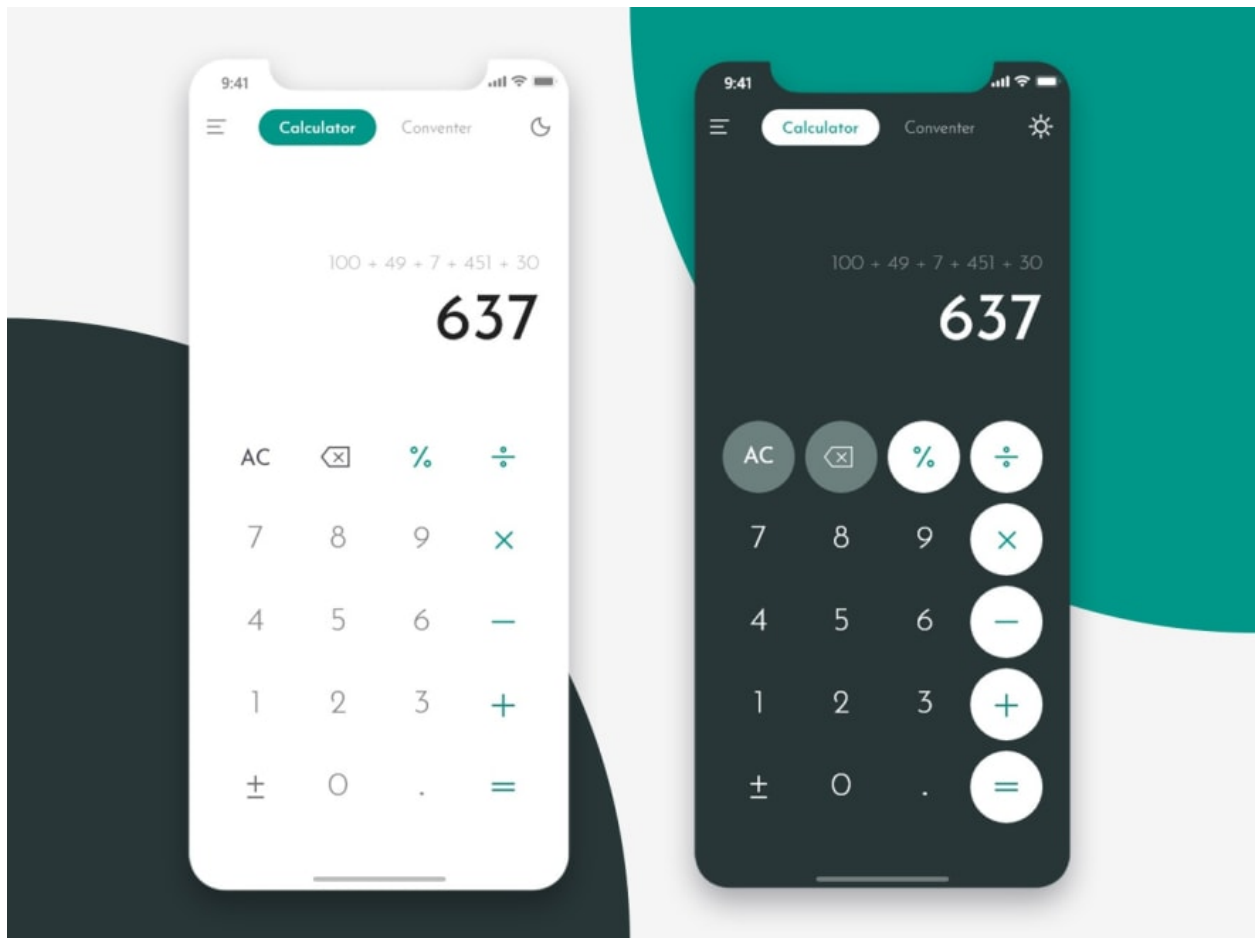 9:41
Calculator Conventer
100 + 49 + 7 + 451 + 30
637
AC % ÷
7 8 9 ×
4 5 6 −
1 2 3 +
± 0 . =
9:41
Calculator Conventer
100 + 49 + 7 + 451 + 30
637
AC % ÷
7 8 9 ×
4 5 6 −
1 2 3 +
± 0 . =